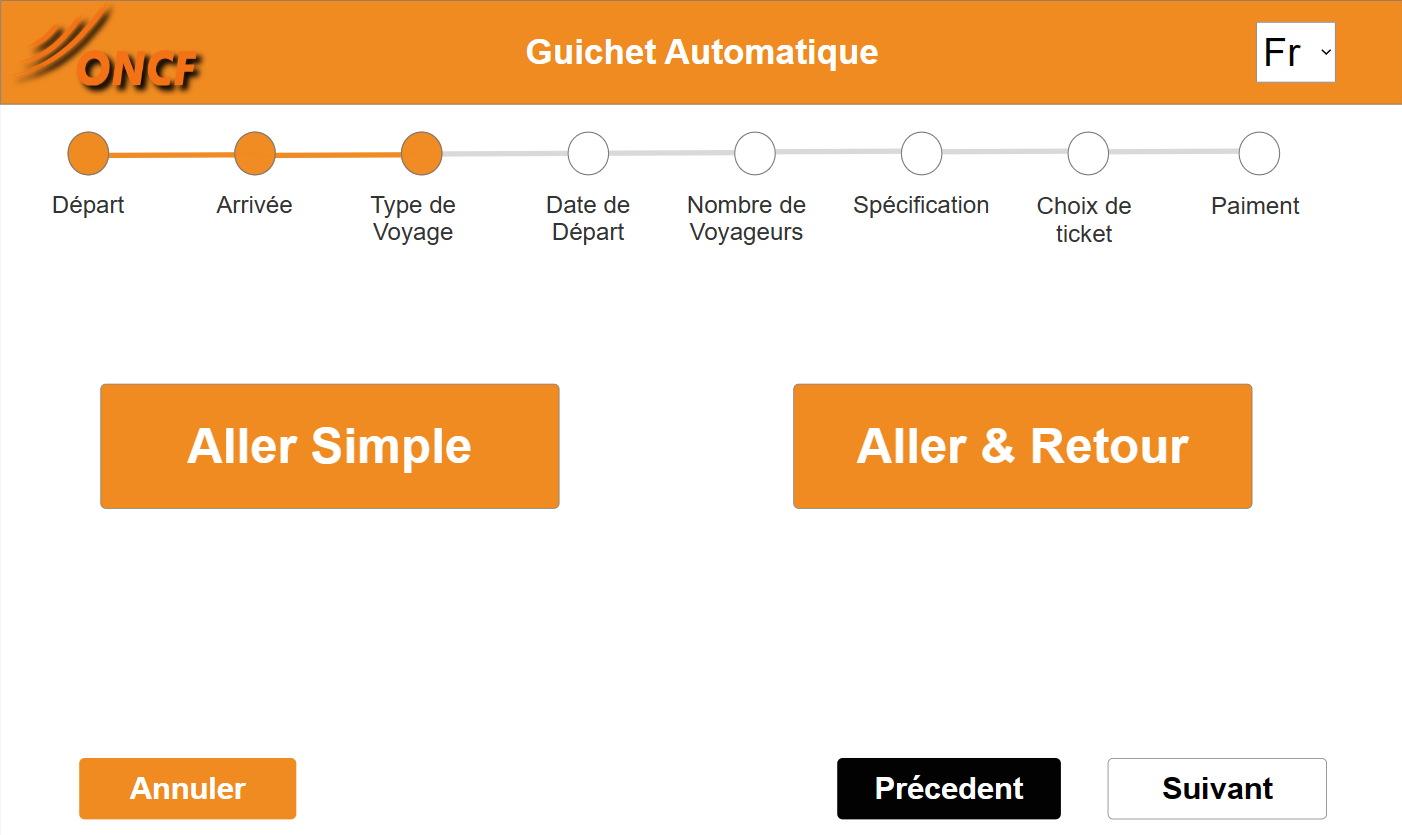 ONCF
Guichet Automatique
Fr
Départ
Arrivée
Type de
Voyage
Date de
Départ
Nombre de
Voyageurs
Spécification
Choix de
ticket
Paiment
Aller Simple
Aller & Retour
Annuler
Précedent
Suivant